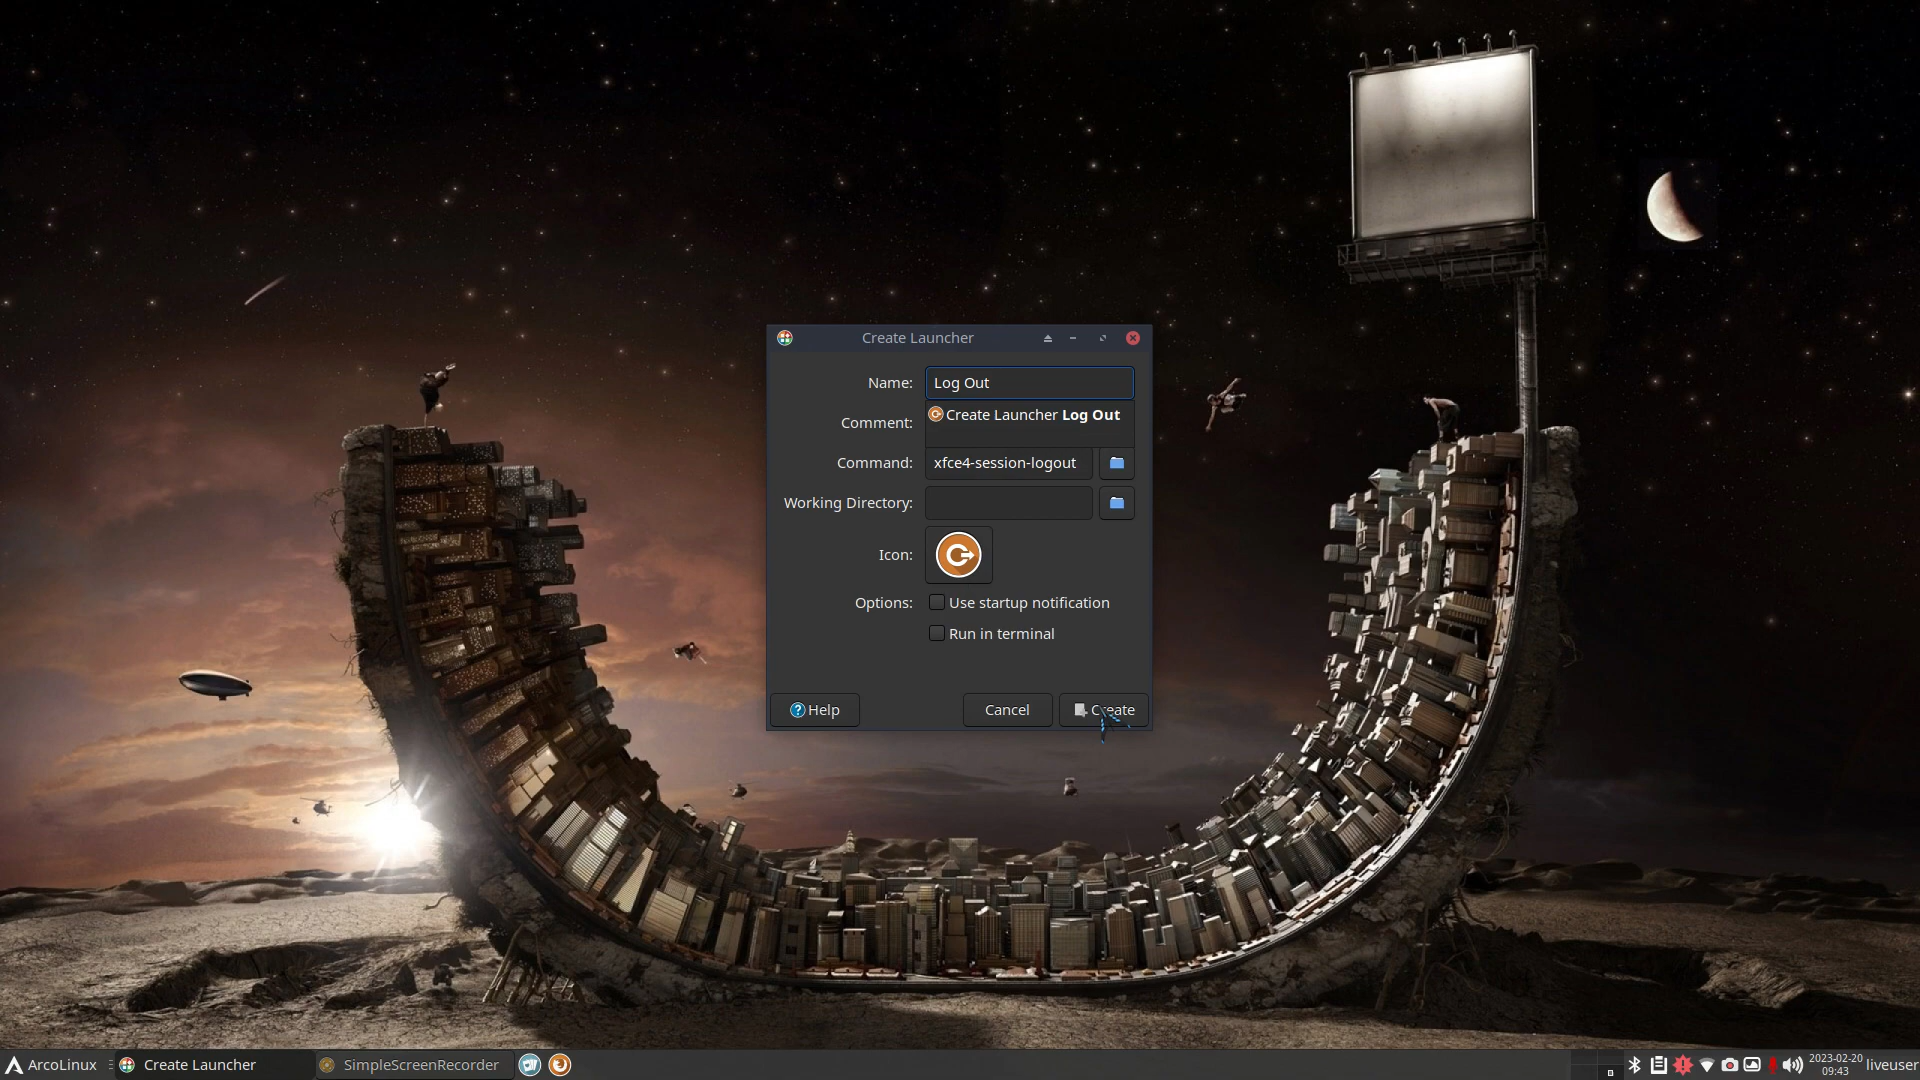 Create Launcher
Name:
Log Out
Create Launcher Log Out
Comment:
Command:
xfce4-session-logout
Working Directory:
Icon:
Options:
Use startup notification
Run in terminal
Help
Cancel
Create
ArcoLinux
Create Launcher
SimpleScreenRecorder
2023-02-20
09:43
liveuser